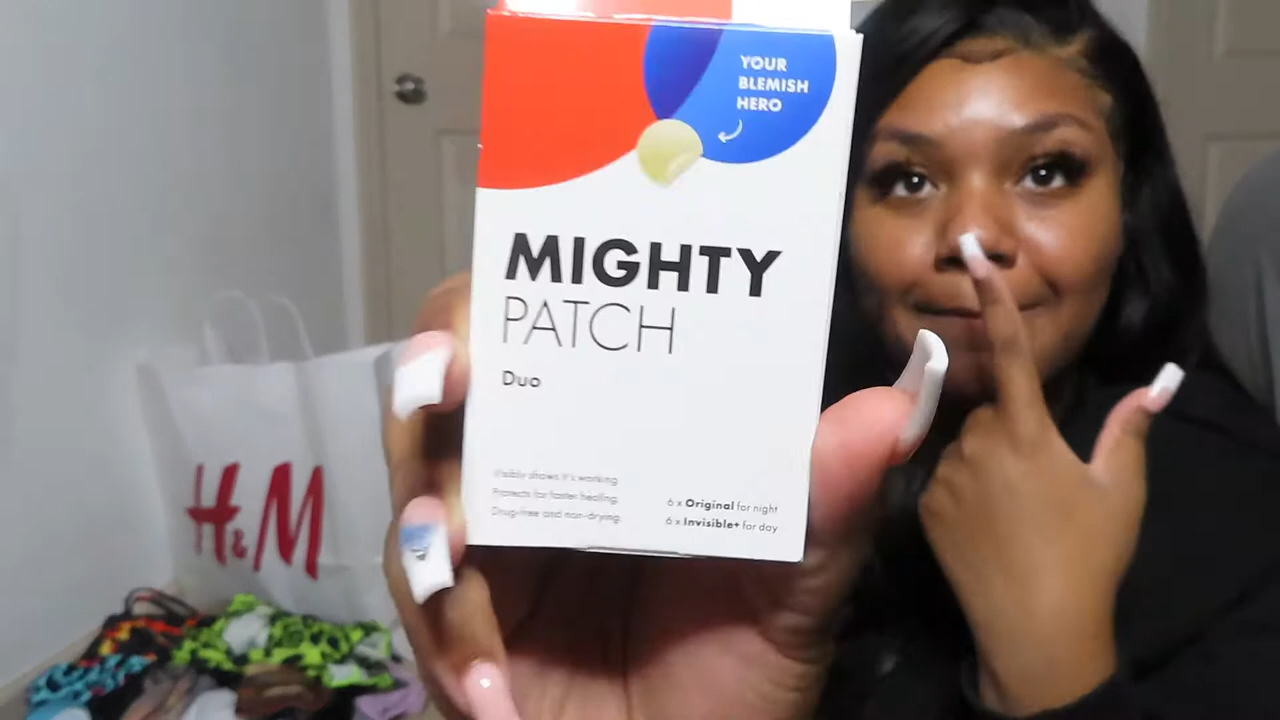 YOUR
BLEMISH
HERO
MIGHTY
PATCH
Duo
Visibly shows it's working.
Protects for faster healing.
Drug-free and non-drying.
6 x Original for night
6 x Invisible+ for day
H&M